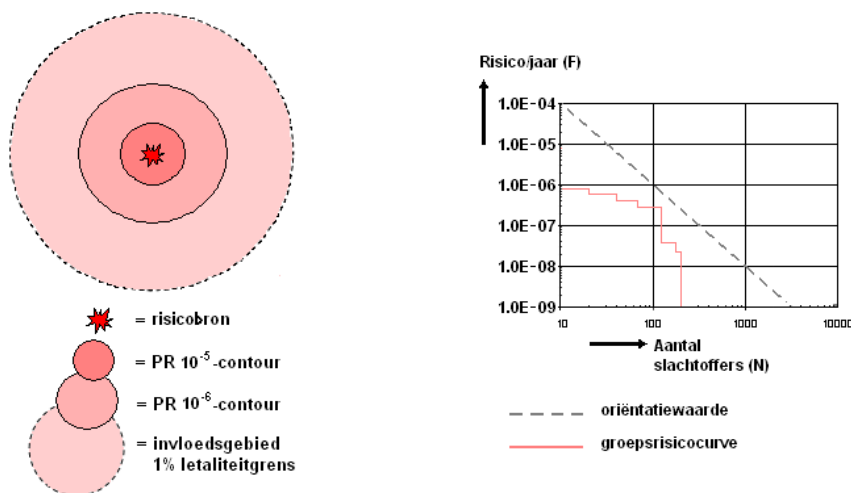 = risicobron
= PR 10⁻⁵-contour
= PR 10⁻⁶-contour
= invloedsgebied
1% letaliteitgrens
Risico/jaar (F)
1.0E-04
1.0E-05
1.0E-06
1.0E-07
1.0E-08
1.0E-09
10 100 1000 10000
Aantal
slachtoffers (N)
oriëntatiewaarde
groepsrisicocurve